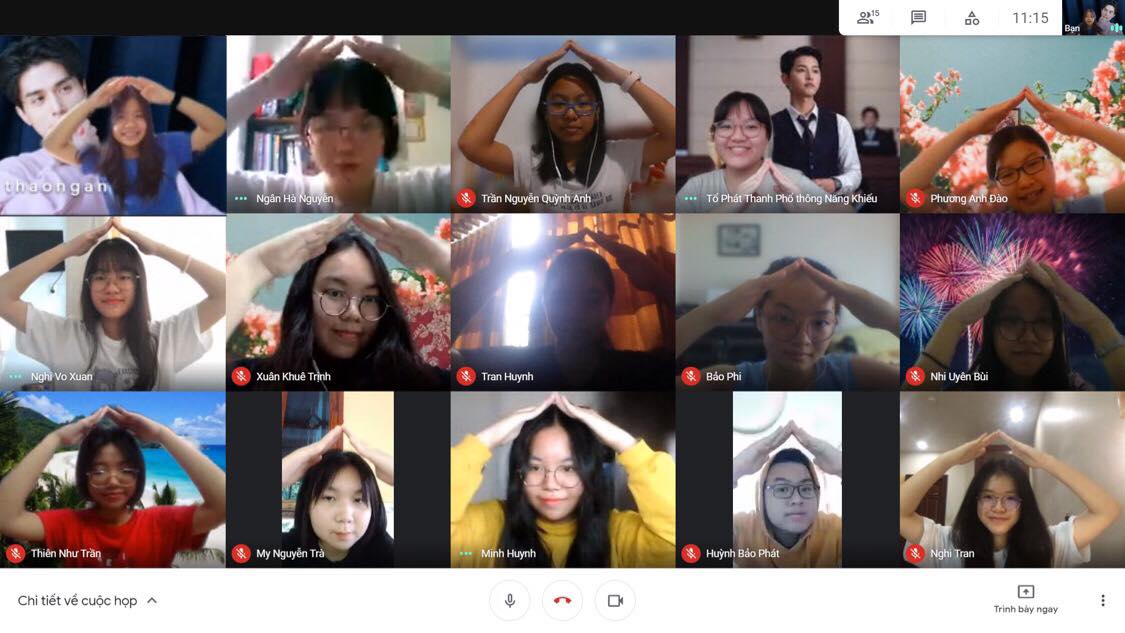 15
11:15
Bạn
thaongan
Ngân Hà Nguyễn
Trần Nguyễn Quỳnh Anh
Tổ Phát Thanh Phổ thông Năng Khiếu
Phương Anh Đào
Nghi Vo Xuan
Xuân Khuê Trịnh
Tran Huynh
Bảo Phi
Nhi Uyên Bùi
Thiên Như Trần
My Nguyễn Trà
Minh Huynh
Huỳnh Bảo Phát
Nghi Tran
Chi tiết về cuộc họp
Trình bày ngay